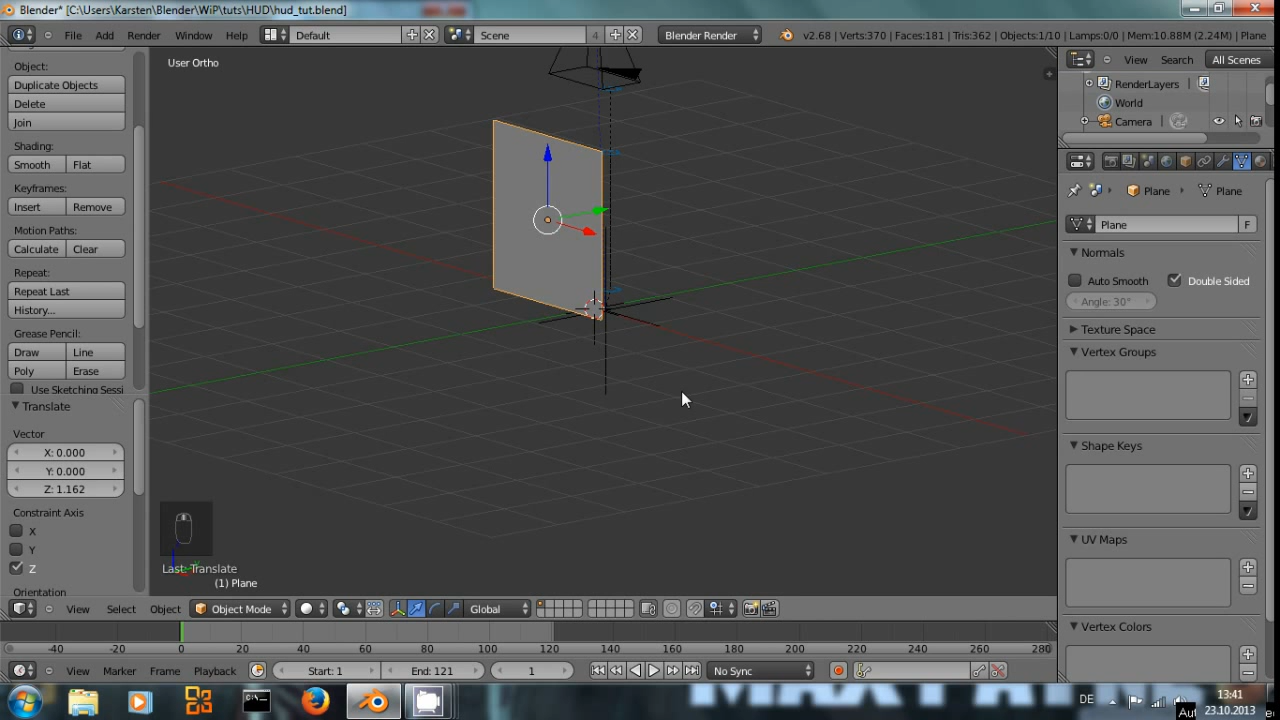 Blender* [C:\Users\Karsten\Blender\WiP\tuts\HUD\hud_tut.blend]
File Add Render Window Help Default Scene 4 Blender Render v2.68 | Verts:370 | Faces:181 | Tris:362 | Objects:1/10 | Lamps:0/0 | Mem:10.88M (2.24M) | Plane
Object:
Duplicate Objects
Delete
Join
Shading:
Smooth Flat
Keyframes:
Insert Remove
Motion Paths:
Calculate Clear
Repeat:
Repeat Last
History...
Grease Pencil:
Draw Line
Poly Erase
Use Sketching Sessi
Translate
Vector
X: 0.000
Y: 0.000
Z: 1.162
Constraint Axis
X
Y
Z
Orientation
User Ortho
Last: Translate
(1) Plane
View Search All Scenes
RenderLayers
World
Camera
Plane Plane
Plane F
Normals
Auto Smooth Double Sided
Angle: 30°
Texture Space
Vertex Groups
Shape Keys
UV Maps
Vertex Colors
View Select Object Object Mode Global
-40 -20 0 20 40 60 80 100 120 140 160 180 200 220 240 260 280
View Marker Frame Playback Start: 1 End: 121 1 No Sync
DE 13:41
23.10.2013